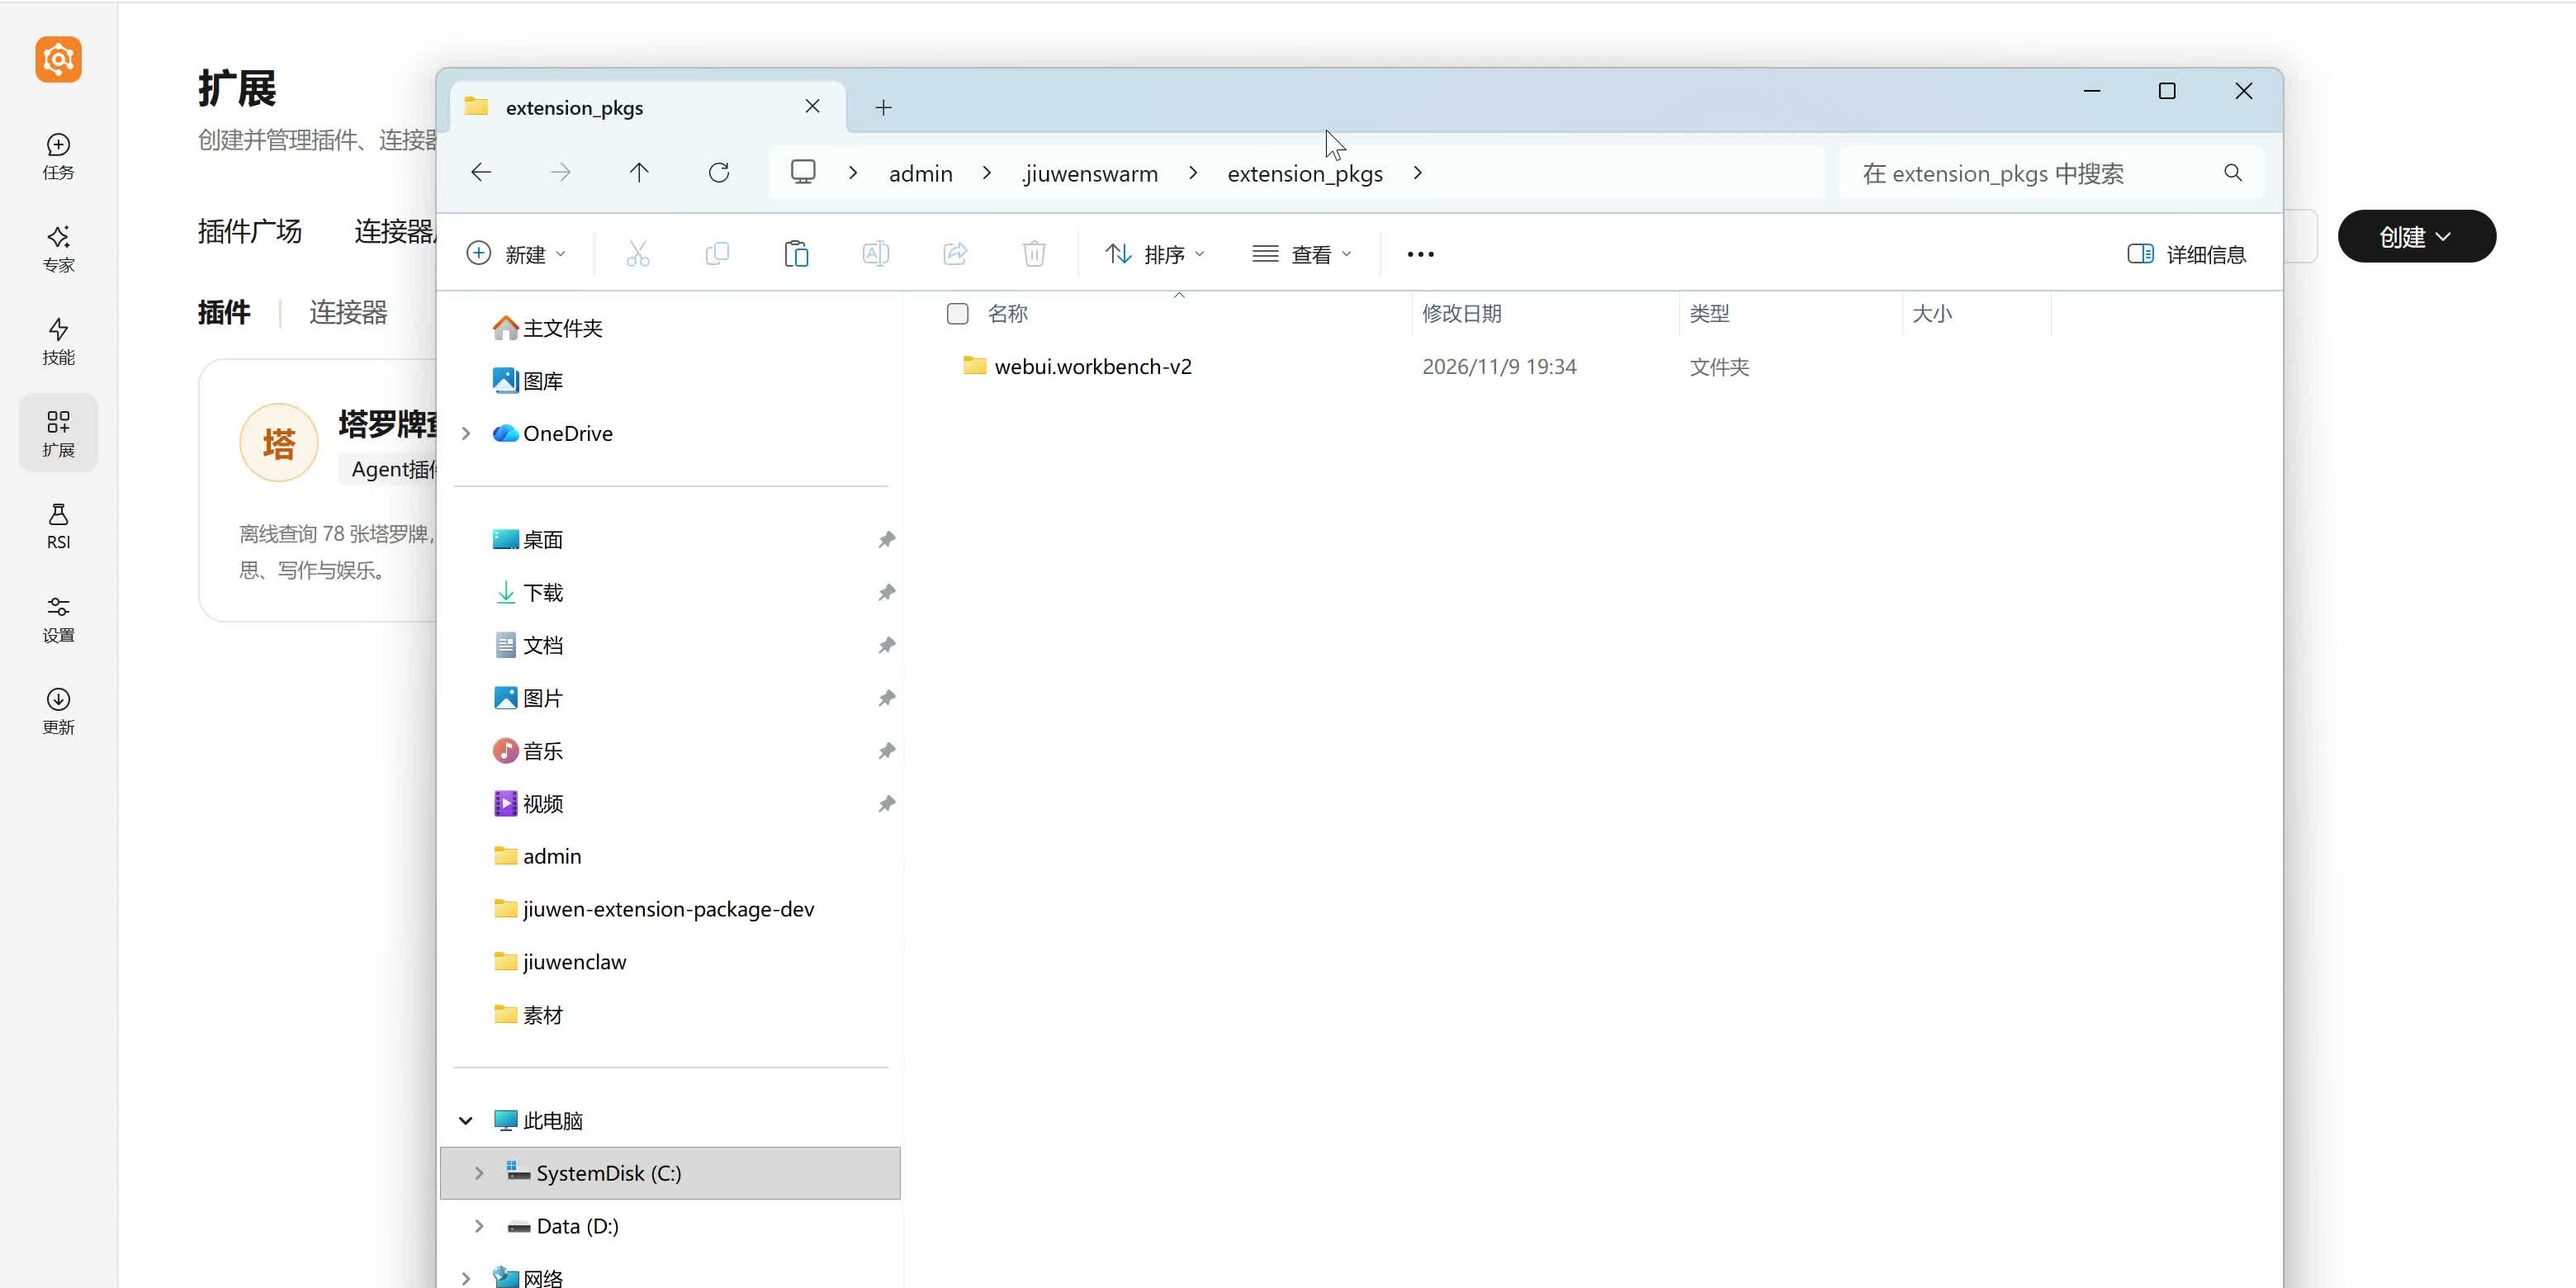 任务
专家
技能
扩展
RSI
设置
更新
扩展
创建并管理插件、连接器
插件广场
连接器
创建
插件
连接器
塔
塔罗牌
Agent插件
离线查询 78 张塔罗牌,
思、写作与娱乐。
extension_pkgs
admin
.jiuwenswarm
extension_pkgs
在 extension_pkgs 中搜索
新建
排序
查看
详细信息
主文件夹
图库
OneDrive
桌面
下载
文档
图片
音乐
视频
admin
jiuwen-extension-package-dev
jiuwenclaw
素材
此电脑
SystemDisk (C:)
Data (D:)
网络
名称
修改日期
类型
大小
webui.workbench-v2
2026/11/9 19:34
文件夹